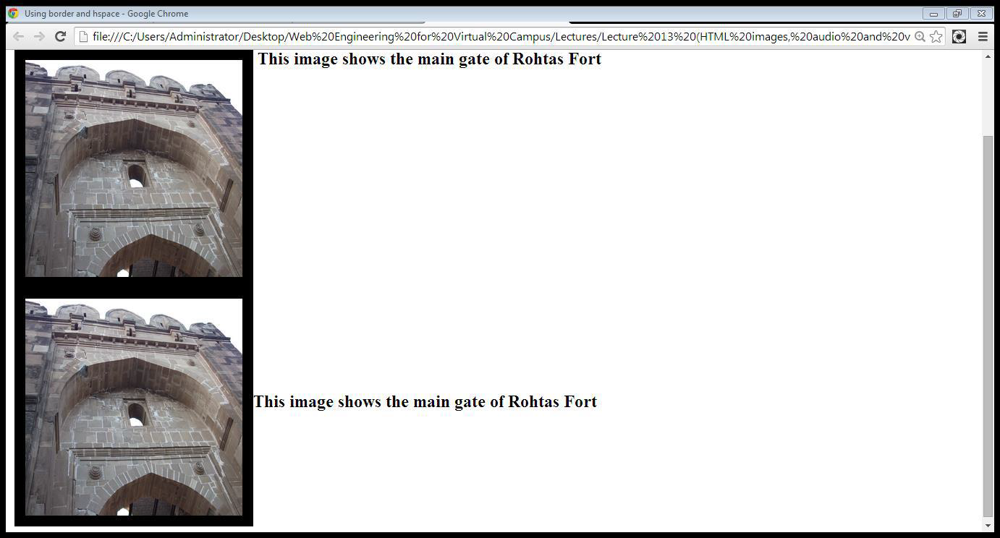 Using border and hspace - Google Chrome
file:///C:/Users/Administrator/Desktop/Web%20Engineering%20for%20Virtual%20Campus/Lectures/Lecture%2013%20(HTML%20images,%20audio%20and%20v
This image shows the main gate of Rohtas Fort
This image shows the main gate of Rohtas Fort